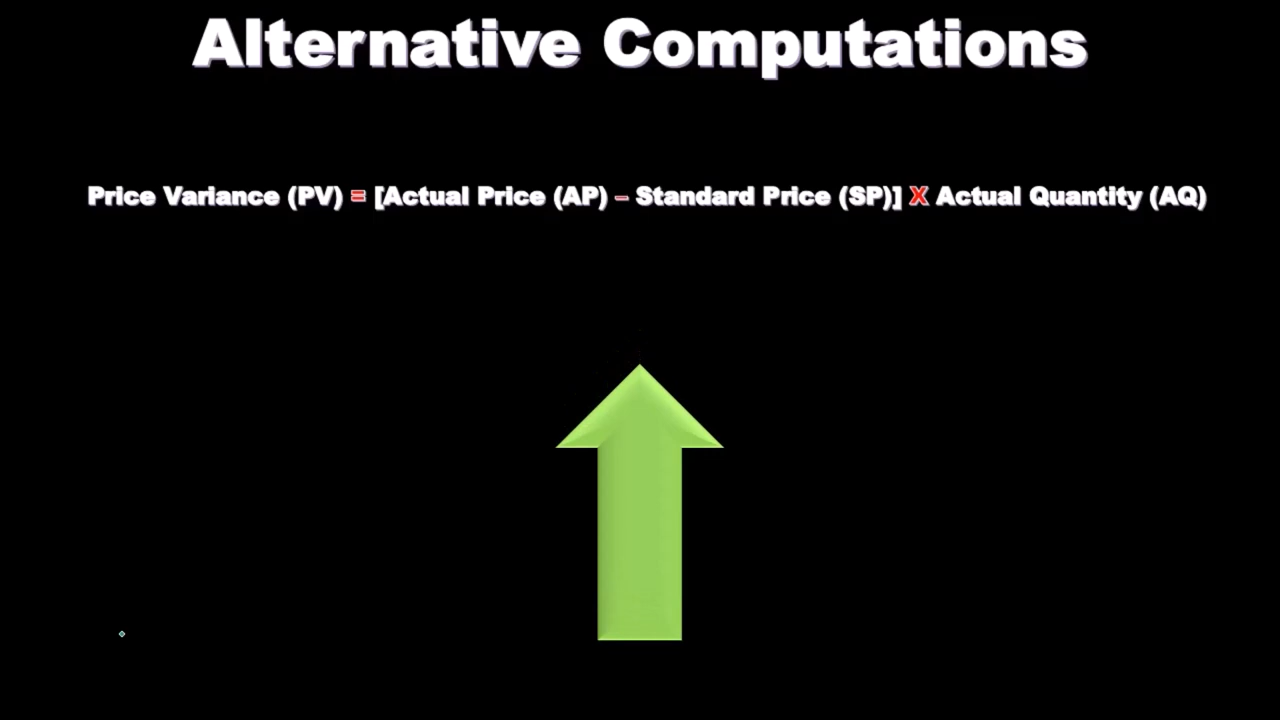 Alternative Computations
Price Variance (PV) = [Actual Price (AP) – Standard Price (SP)] X Actual Quantity (AQ)